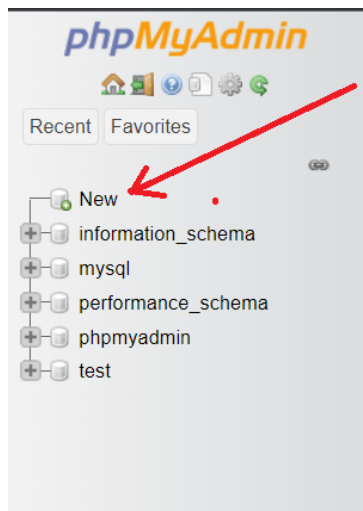 phpMyAdmin
Recent Favorites
New
information_schema
mysql
performance_schema
phpmyadmin
test